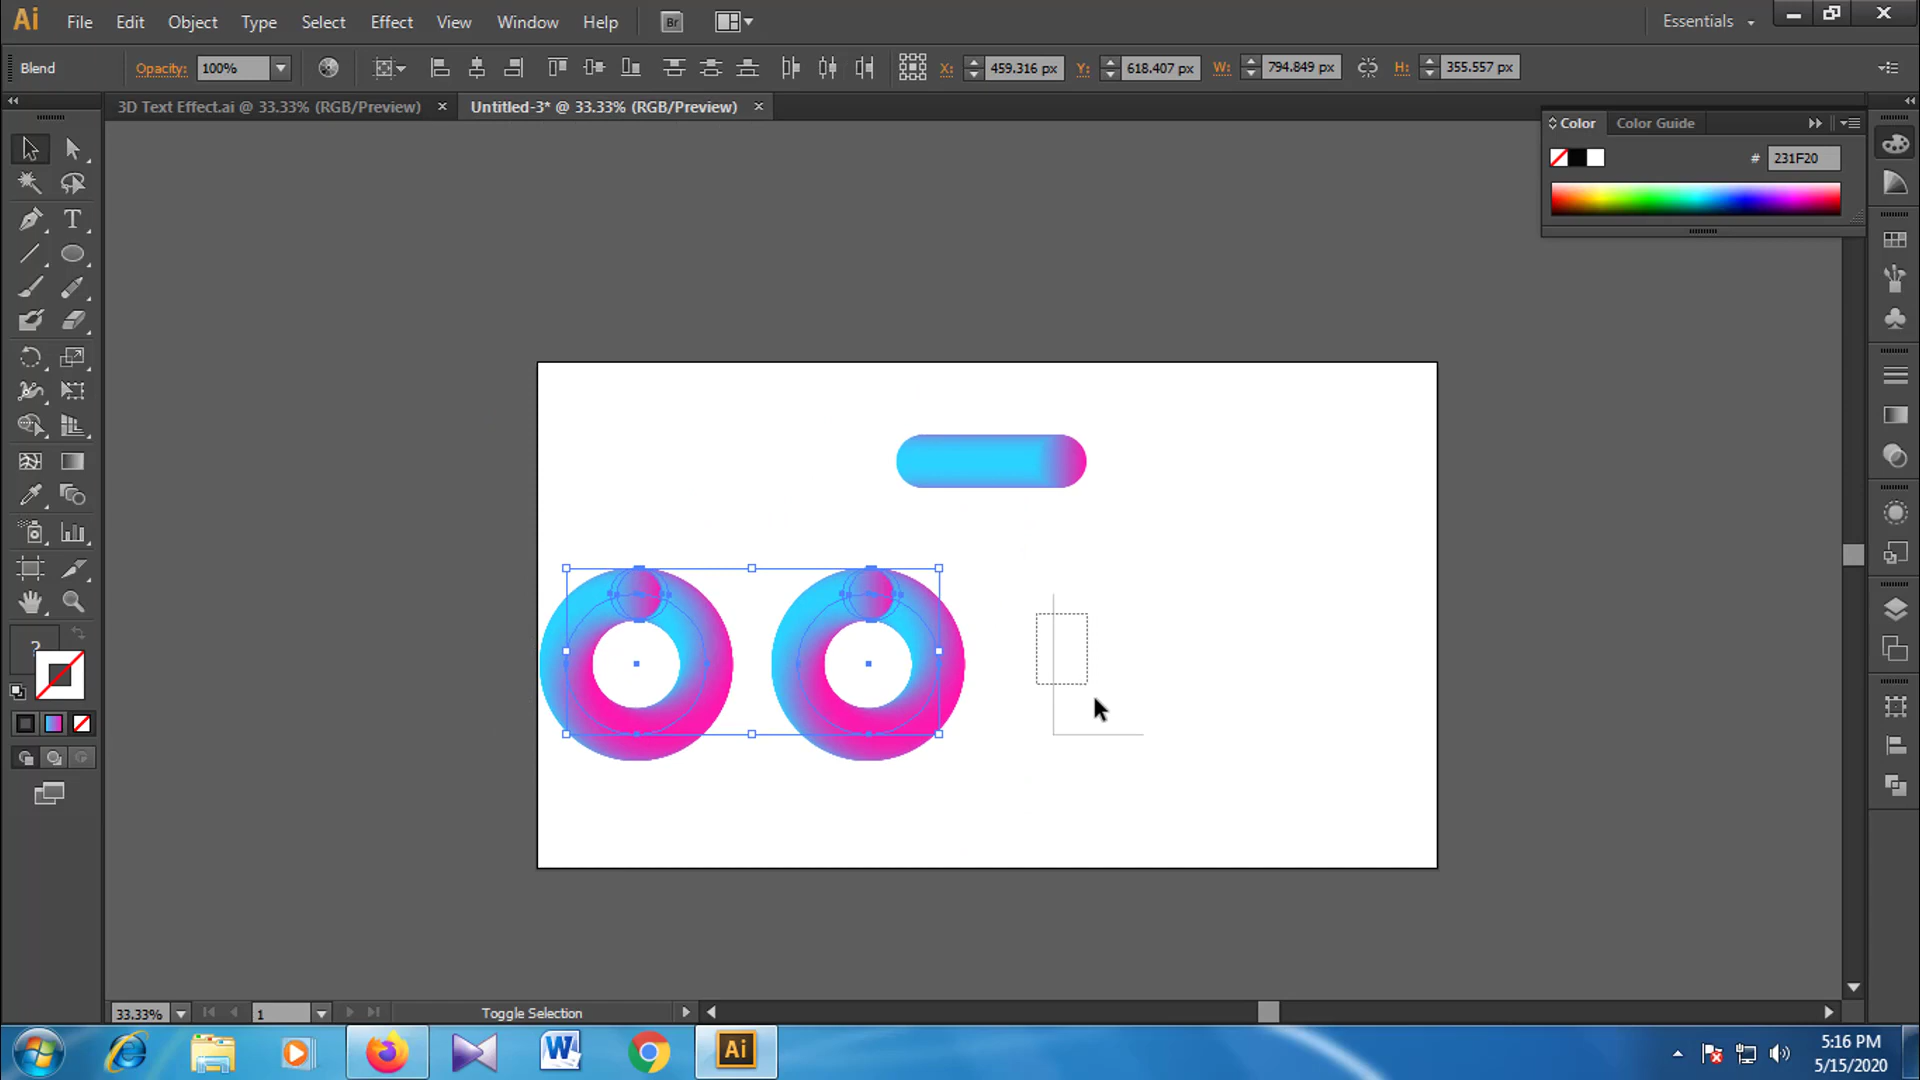 Ai File Edit Object Type Select Effect View Window Help Br Essentials
Blend Opacity: 100% X: 459.316 px Y: 618.407 px W: 794.849 px H: 355.557 px
3D Text Effect.ai @ 33.33% (RGB/Preview) × Untitled-3* @ 33.33% (RGB/Preview) ×
Color Color Guide
# 231F20
T
?
33.33% 1 Toggle Selection
W Ai
5:16 PM
5/15/2020